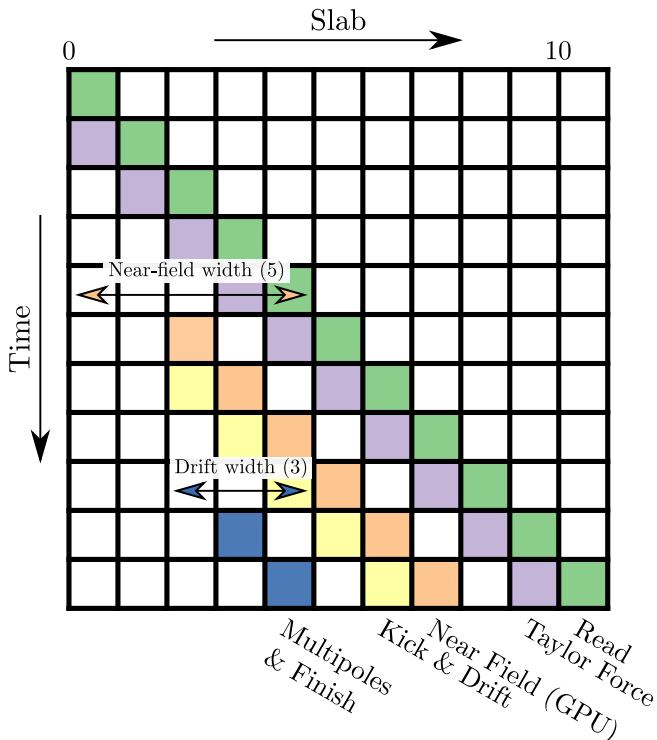 Slab
0
10
Time
Near-field width (5)
Drift width (3)
Multipoles
& Finish
Kick & Drift
Near Field (GPU)
Taylor Force
Read